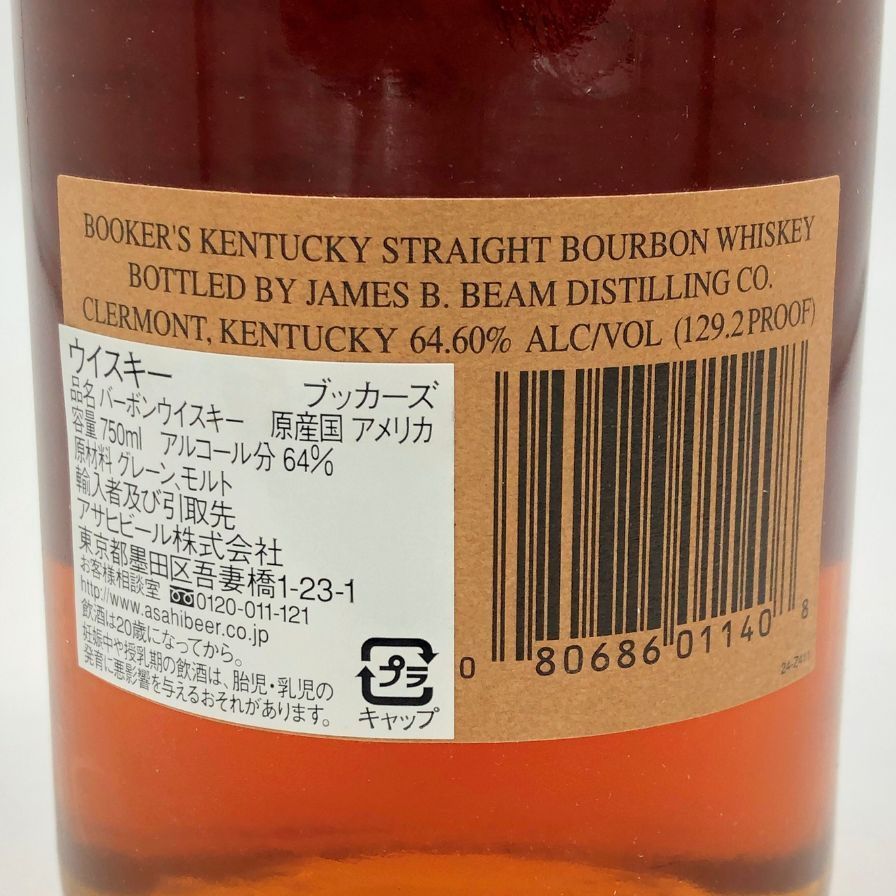 BOOKER'S KENTUCKY STRAIGHT BOURBON WHISKEY
BOTTLED BY JAMES B. BEAM DISTILLING CO.
CLERMONT, KENTUCKY 64.60% ALC/VOL (129.2PROOF)
ウイスキー ブッカーズ
品名 バーボンウイスキー 原産国 アメリカ
容量 750ml アルコール分 64%
原材料 グレーン、モルト
輸入者及び引取先
アサヒビール株式会社
東京都墨田区吾妻橋1-23-1
お客様相談室 0120-011-121
http://www.asahibeer.co.jp
飲酒は20歳になってから。
妊娠中や授乳期の飲酒は、胎児・乳児の
発育に悪影響を与えるおそれがあります。
プラ
キャップ
0 80686 01140 8